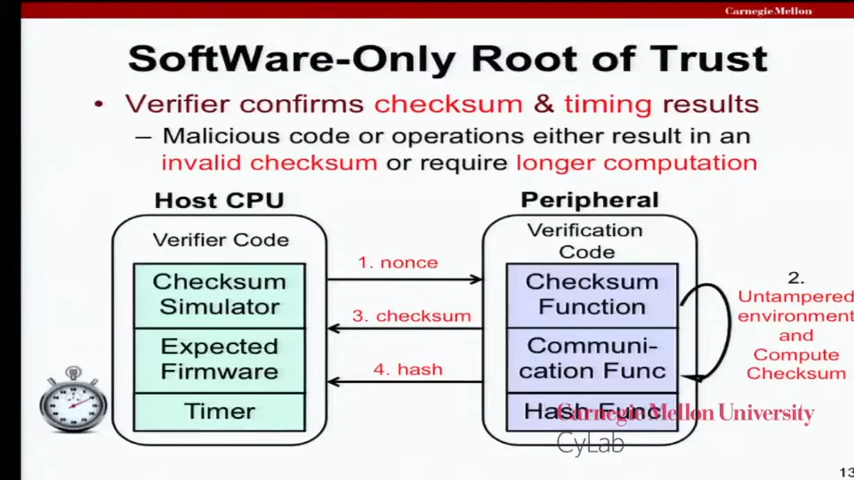 Carnegie Mellon
SoftWare-Only Root of Trust
• Verifier confirms checksum & timing results
– Malicious code or operations either result in an
invalid checksum or require longer computation
Host CPU
Verifier Code
Checksum
Simulator
Expected
Firmware
Timer
1. nonce
3. checksum
4. hash
Peripheral
Verification
Code
Checksum
Function
Communi-
cation Func
Hash Func
2.
Untampered
environment
and
Compute
Checksum
Carnegie Mellon University
CyLab
13